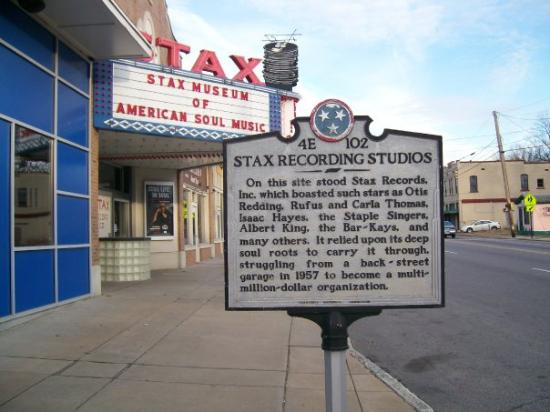 STAX
STAX MUSEUM
OF
AMERICAN SOUL MUSIC
4E 102
STAX RECORDING STUDIOS
On this site stood Stax Records,
Inc. which boasted such stars as Otis
Redding, Rufus and Carla Thomas,
Isaac Hayes, the Staple Singers,
Albert King, the Bar-Kays, and
many others. It relied upon its deep
soul roots to carry it through,
struggling from a back-street
garage in 1957 to become a multi-
million-dollar organization.
STAX